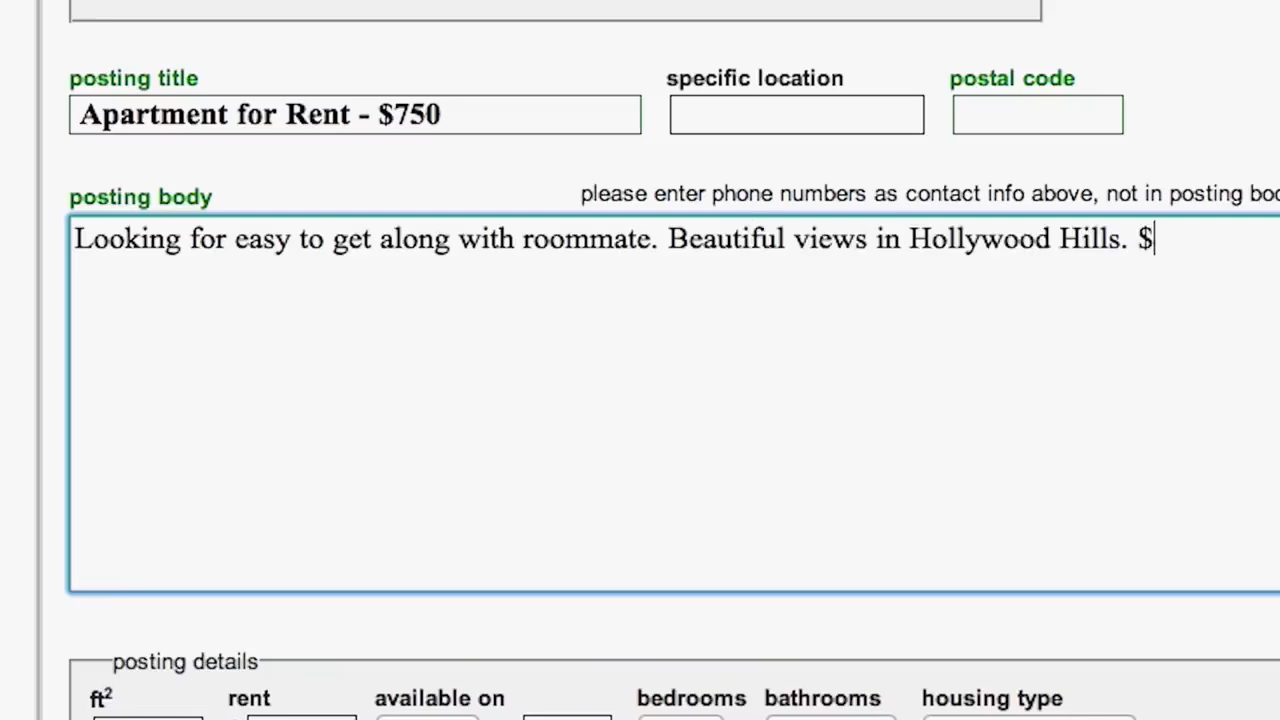 posting title specific location postal code
Apartment for Rent - $750
posting body please enter phone numbers as contact info above, not in posting
Looking for easy to get along with roommate. Beautiful views in Hollywood Hills. $
posting details
ft² rent available on bedrooms bathrooms housing type